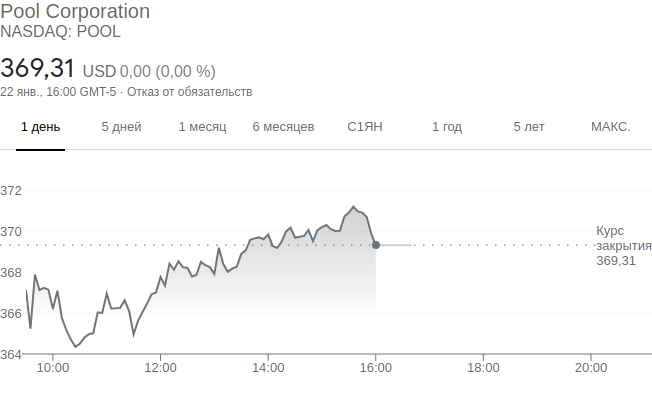 Pool Corporation
NASDAQ: POOL
369,31 USD 0,00 (0,00 %)
22 янв., 16:00 GMT-5 · Отказ от обязательств
1 день 5 дней 1 месяц 6 месяцев С1ЯН 1 год 5 лет МАКС.
372
370
368
366
364
Курс
закрытия
369,31
10:00 12:00 14:00 16:00 18:00 20:00